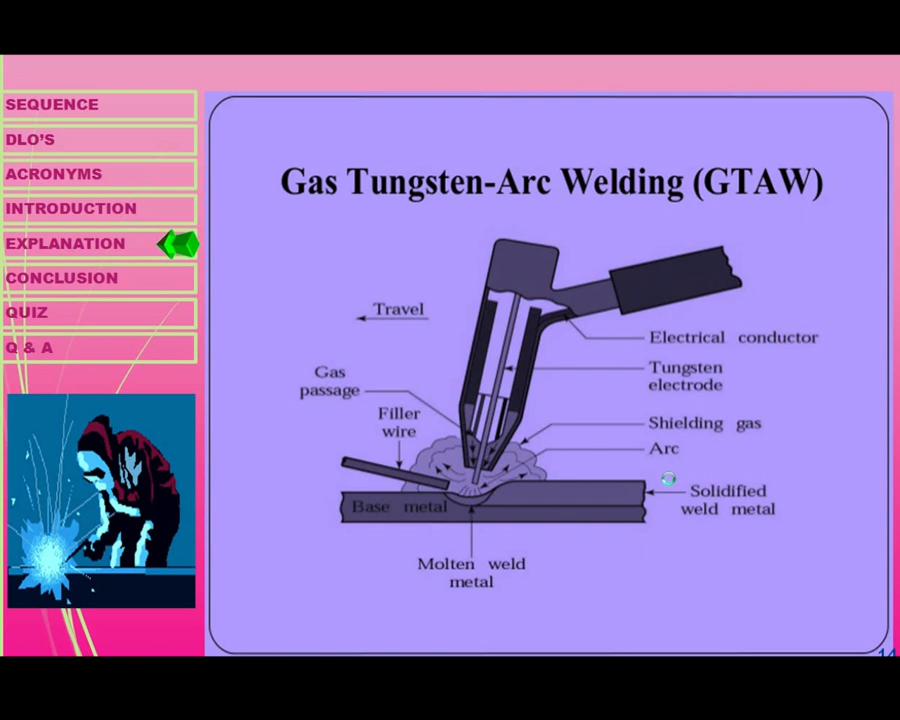 SEQUENCE
DLO'S
ACRONYMS
INTRODUCTION
EXPLANATION
CONCLUSION
QUIZ
Q & A
Gas Tungsten-Arc Welding (GTAW)
Travel
Electrical conductor
Gas
passage
Tungsten
electrode
Filler
wire
Shielding gas
Arc
Solidified
weld metal
Base metal
Molten weld
metal
14